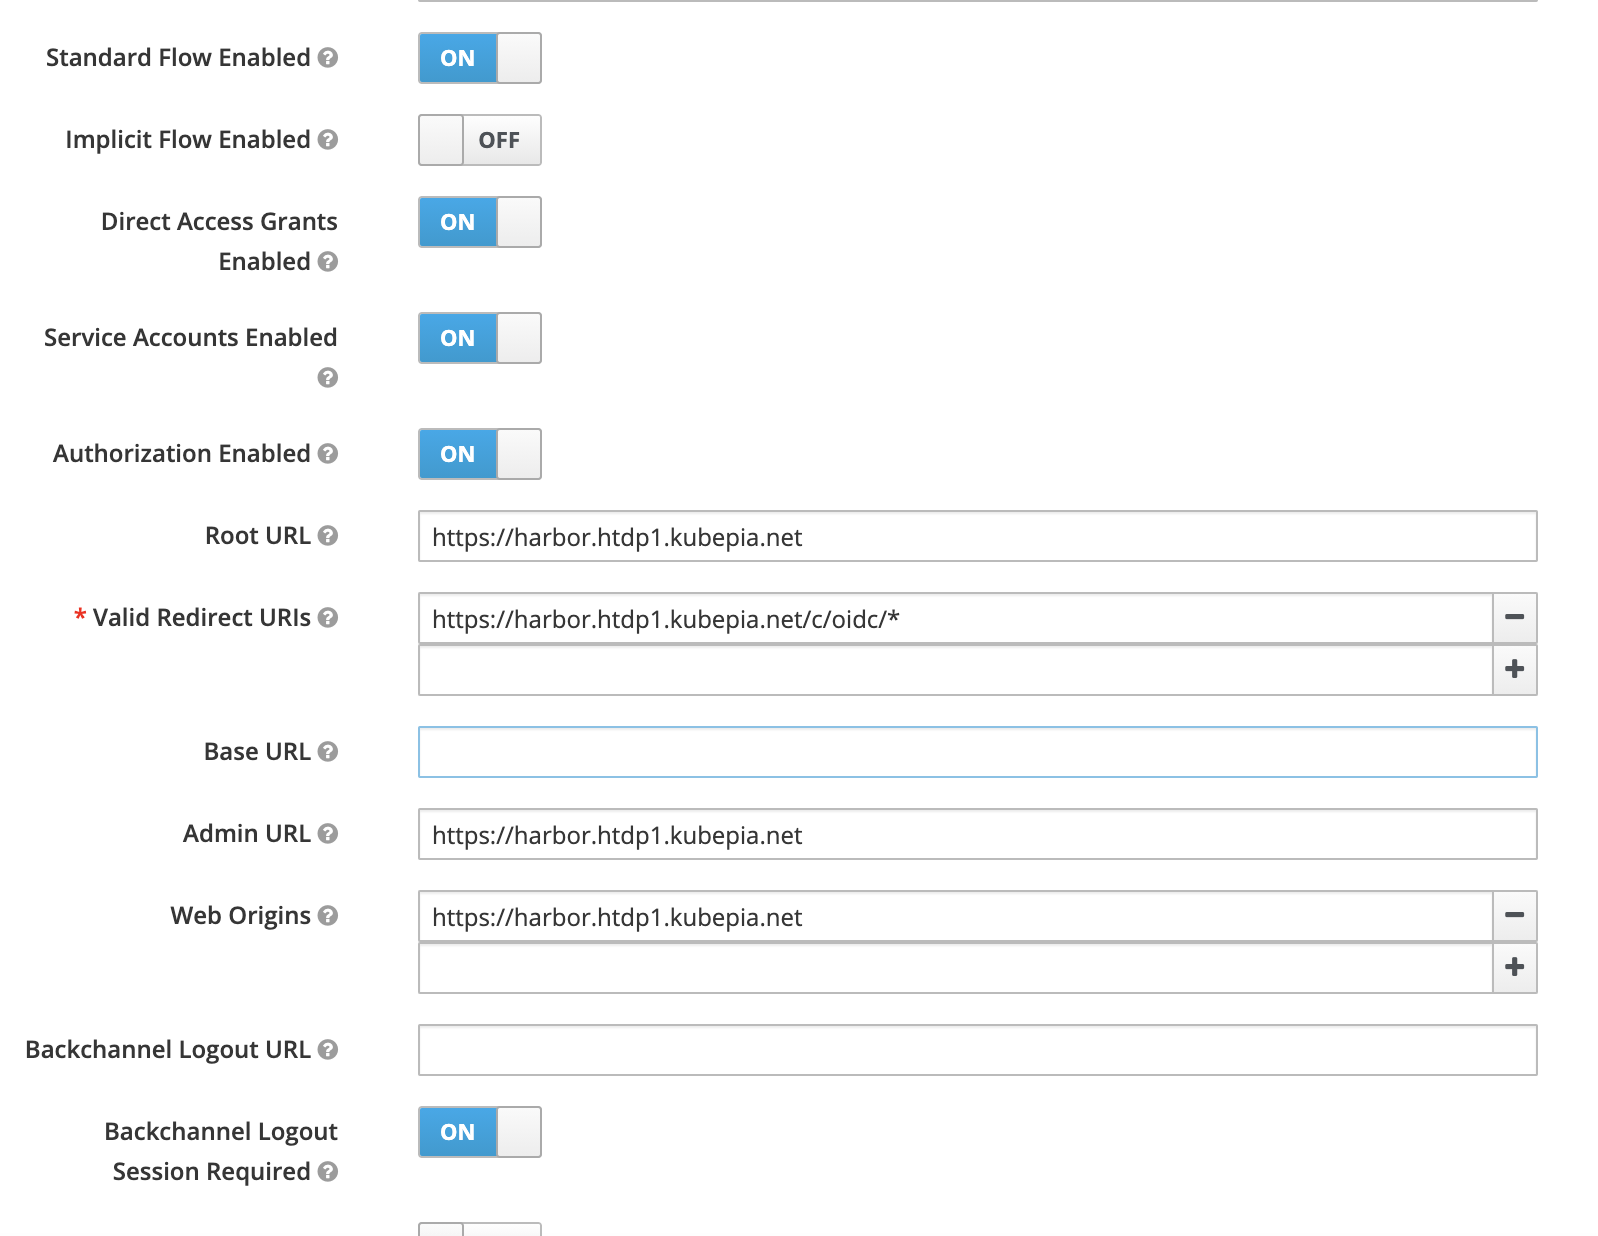 Standard Flow Enabled
ON
Implicit Flow Enabled
OFF
Direct Access Grants
Enabled
ON
Service Accounts Enabled
ON
Authorization Enabled
ON
Root URL
https://harbor.htdp1.kubepia.net
* Valid Redirect URIs
https://harbor.htdp1.kubepia.net/c/oidc/*
Base URL
Admin URL
https://harbor.htdp1.kubepia.net
Web Origins
https://harbor.htdp1.kubepia.net
Backchannel Logout URL
Backchannel Logout
Session Required
ON